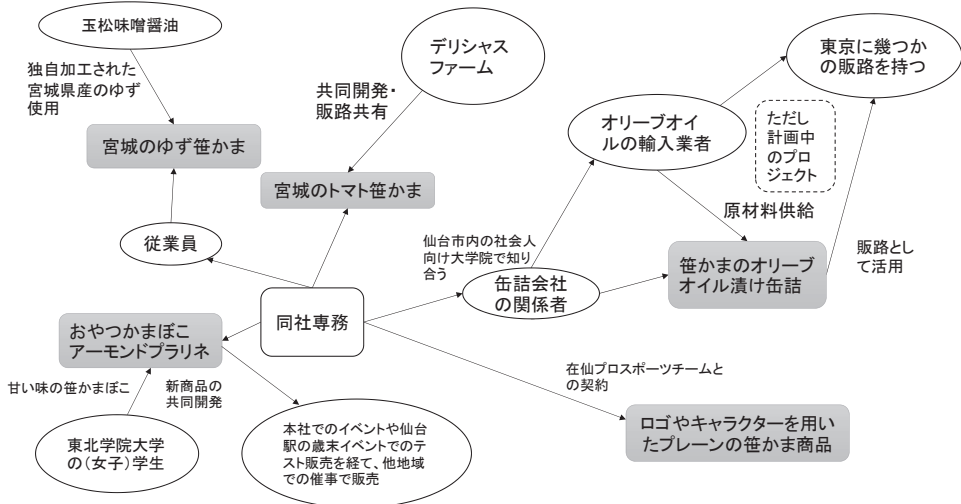 玉松味噌醤油
独自加工された
宮城県産のゆず
使用
宮城のゆず笹かま
従業員
デリシャス
ファーム
共同開発・
販路共有
宮城のトマト笹かま
同社専務
仙台市内の社会人
向け大学院で知り
合う
缶詰会社
の関係者
オリーブオイ
ルの輸入業者
東京に幾つか
の販路を持つ
ただし
計画中
のプロ
ジェクト
原材料供給
販路とし
て活用
笹かまのオリーブ
オイル漬け缶詰
おやつかまぼこ
アーモンドプラリネ
甘い味の笹かまぼこ
新商品の
共同開発
東北学院大学
の(女子)学生
本社でのイベントや仙台
駅の歳末イベントでのテ
スト販売を経て、他地域
での催事で販売
在仙プロスポーツチームと
の契約
ロゴやキャラクターを用い
たプレーンの笹かま商品